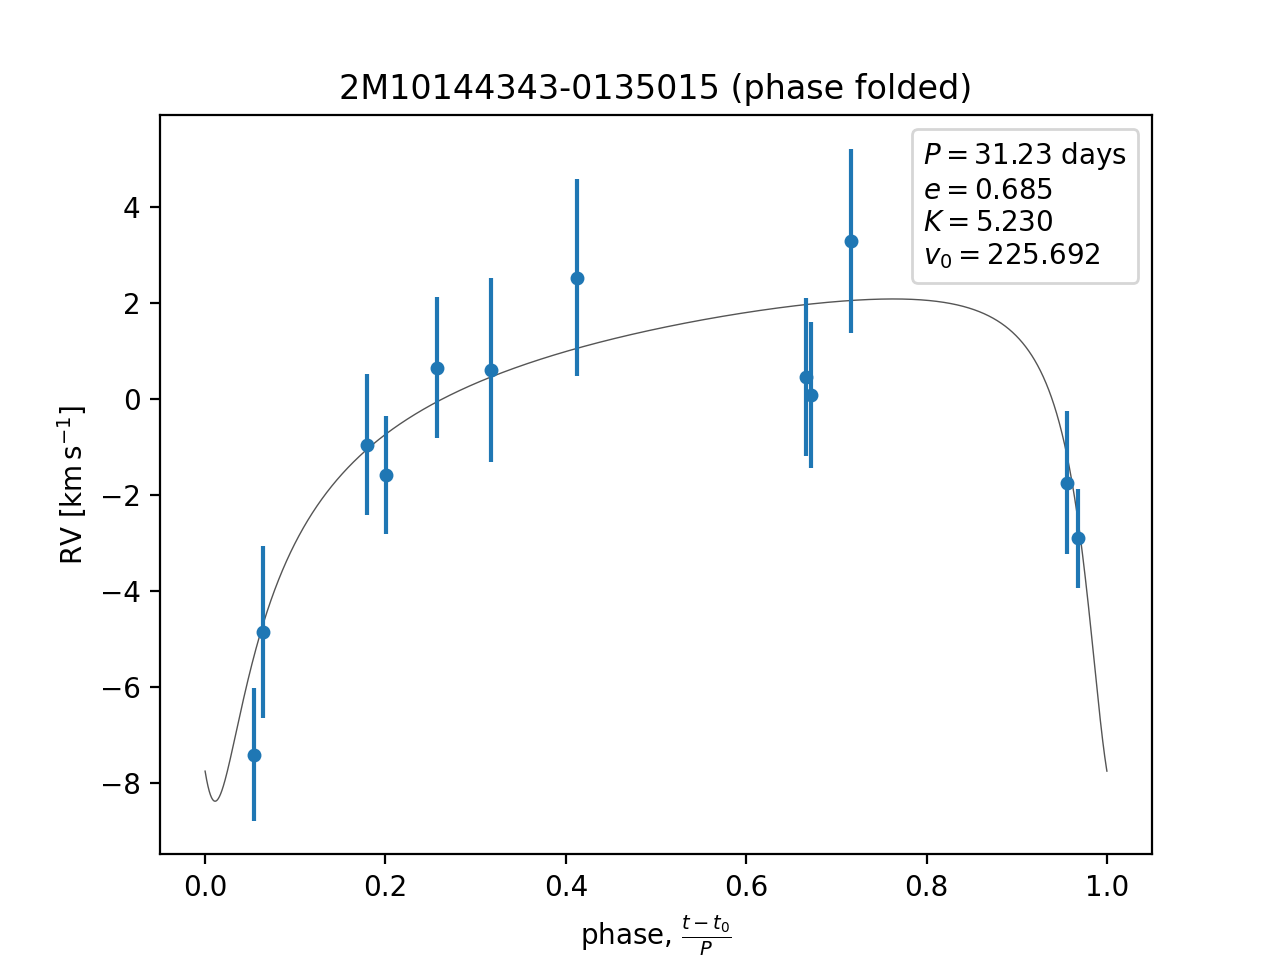 2M10144343-0135015 (phase folded)
P = 31.23 days
e = 0.685
K = 5.230
v₀ = 225.692
RV [km s⁻¹]
4
2
0
−2
−4
−6
−8
0.0 0.2 0.4 0.6 0.8 1.0
phase, (t − t₀)/P